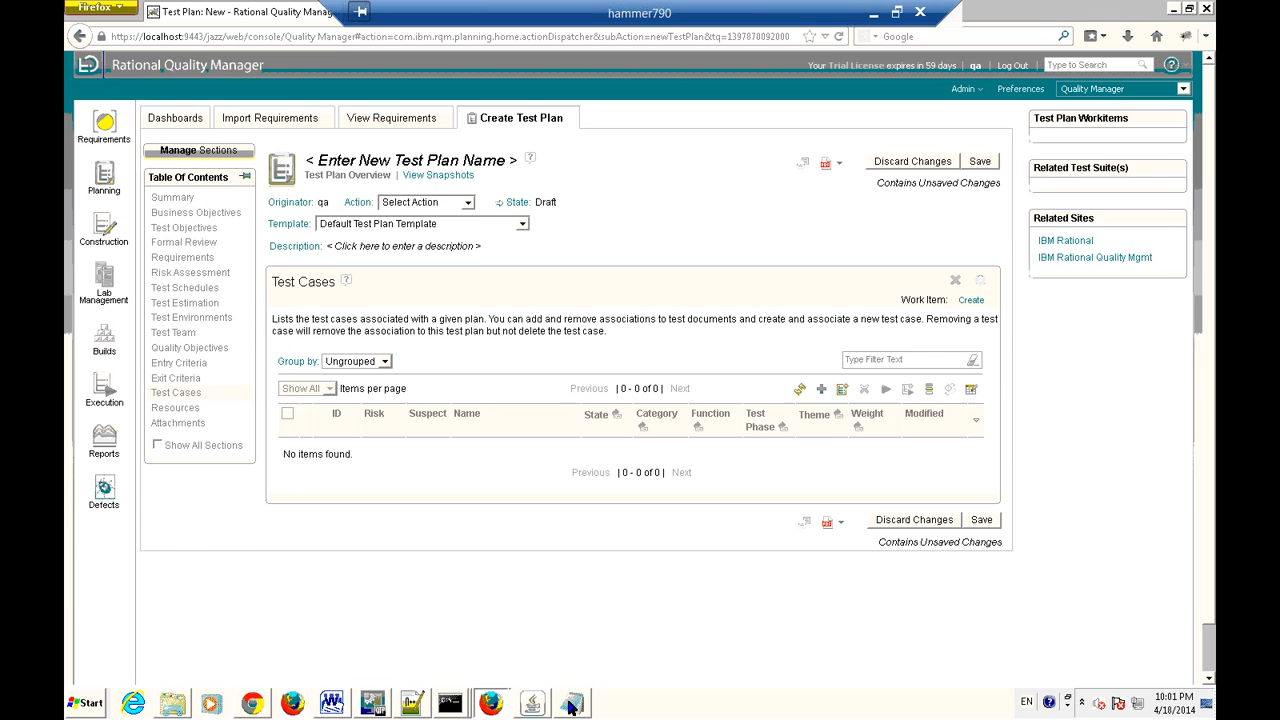 Firefox
Test Plan: New - Rational Quality Manag...
hammer790
https://localhost:9443/jazz/web/console/Quality Manager#action=com.ibm.rqm.planning.home.actionDispatcher&subAction=newTestPlan&tq=1397870092000
Google
Rational Quality Manager
Your Trial License expires in 59 days
qa
Log Out
Type to Search
Admin
Preferences
Quality Manager
Requirements
Planning
Construction
Lab
Management
Builds
Execution
Reports
Defects
Dashboards
Import Requirements
View Requirements
Create Test Plan
Manage Sections
Table Of Contents
Summary
Business Objectives
Test Objectives
Formal Review
Requirements
Risk Assessment
Test Schedules
Test Estimation
Test Environments
Test Team
Quality Objectives
Entry Criteria
Exit Criteria
Test Cases
Resources
Attachments
Show All Sections
< Enter New Test Plan Name >
Test Plan Overview | View Snapshots
Discard Changes
Save
Contains Unsaved Changes
Originator: qa Action: Select Action State: Draft
Template: Default Test Plan Template
Description: < Click here to enter a description >
Test Cases
Work Item: Create
Lists the test cases associated with a given plan. You can add and remove associations to test documents and create and associate a new test case. Removing a test
case will remove the association to this test plan but not delete the test case.
Group by: Ungrouped
Type Filter Text
Show All Items per page
Previous | 0 - 0 of 0 | Next
ID Risk Suspect Name State Category Function Test Phase Theme Weight Modified
No items found.
Previous | 0 - 0 of 0 | Next
Discard Changes
Save
Contains Unsaved Changes
Test Plan Workitems
Related Test Suite(s)
Related Sites
IBM Rational
IBM Rational Quality Mgmt
Start
EN
10:01 PM
4/18/2014